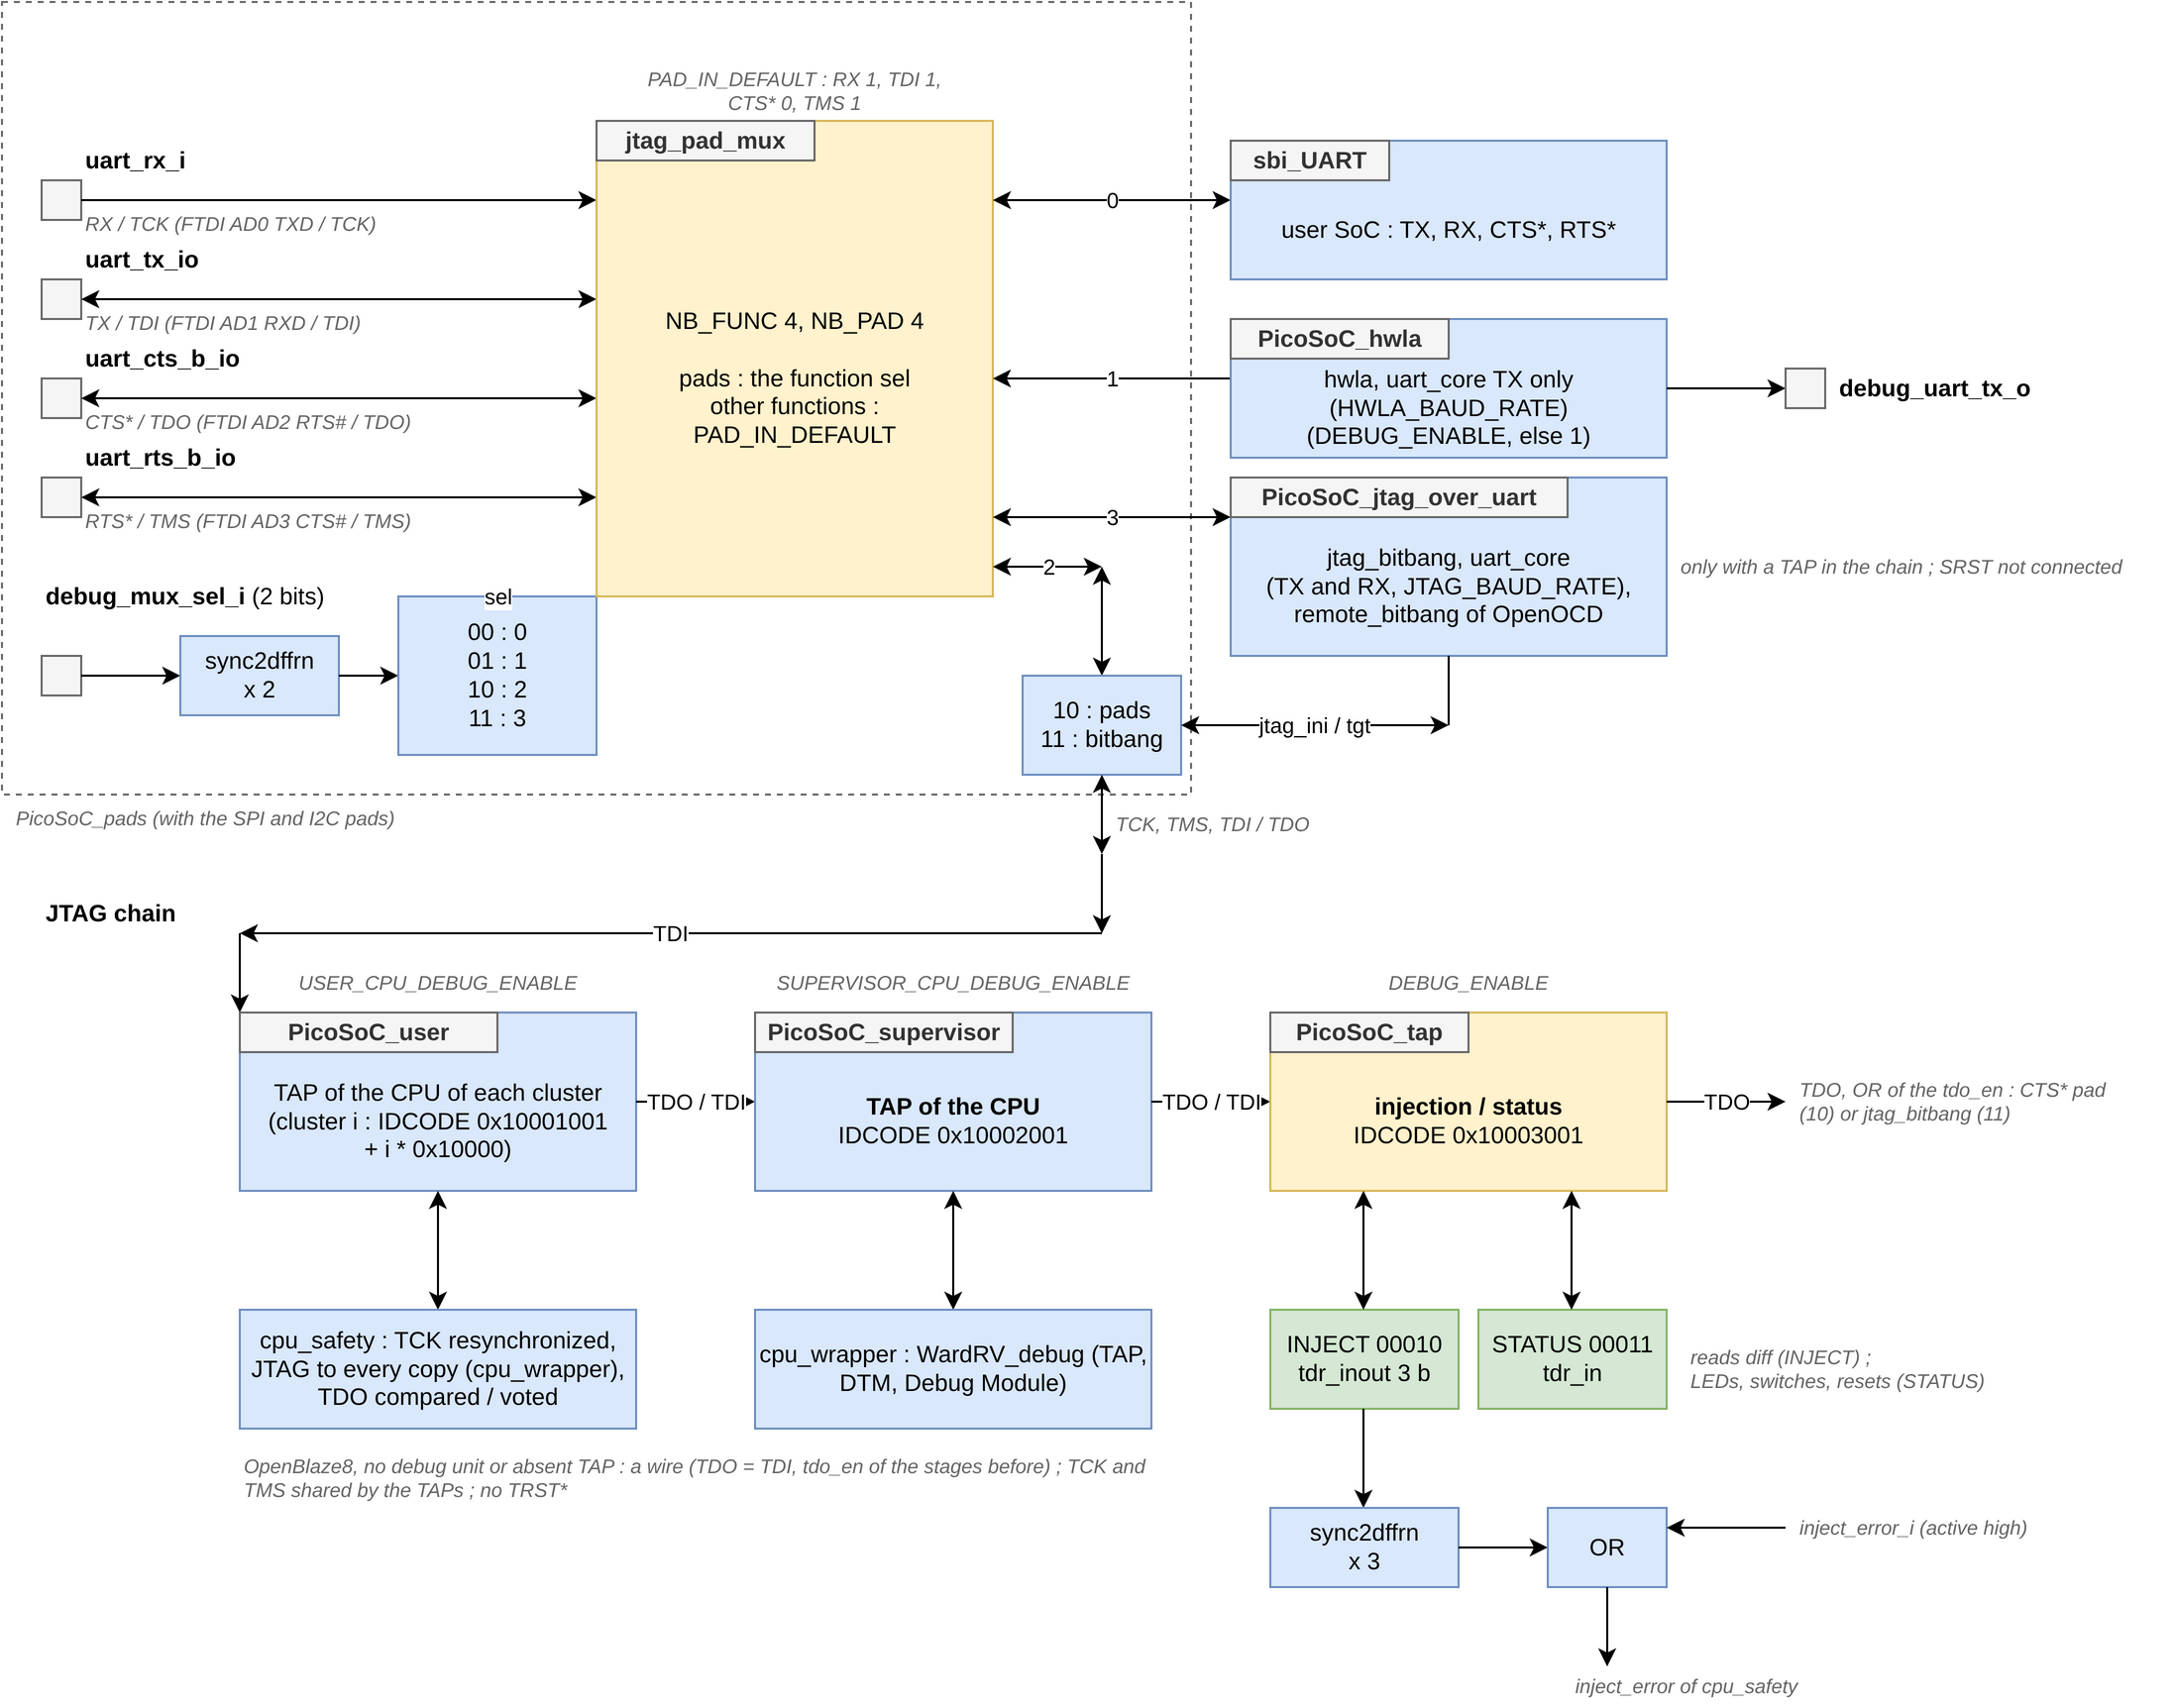 PAD_IN_DEFAULT : RX 1, TDI 1,
CTS* 0, TMS 1
jtag_pad_mux
NB_FUNC 4, NB_PAD 4
pads : the function sel
other functions :
PAD_IN_DEFAULT
uart_rx_i
RX / TCK (FTDI AD0 TXD / TCK)
uart_tx_io
TX / TDI (FTDI AD1 RXD / TDI)
uart_cts_b_io
CTS* / TDO (FTDI AD2 RTS# / TDO)
uart_rts_b_io
RTS* / TMS (FTDI AD3 CTS# / TMS)
debug_mux_sel_i (2 bits)
sync2dffrn
x 2
sel
00 : 0
01 : 1
10 : 2
11 : 3
0
1
3
2
sbi_UART
user SoC : TX, RX, CTS*, RTS*
PicoSoC_hwla
hwla, uart_core TX only
(HWLA_BAUD_RATE)
(DEBUG_ENABLE, else 1)
debug_uart_tx_o
PicoSoC_jtag_over_uart
jtag_bitbang, uart_core
(TX and RX, JTAG_BAUD_RATE),
remote_bitbang of OpenOCD
only with a TAP in the chain ; SRST not connected
10 : pads
11 : bitbang
jtag_ini / tgt
PicoSoC_pads (with the SPI and I2C pads)
TCK, TMS, TDI / TDO
JTAG chain
TDI
USER_CPU_DEBUG_ENABLE
SUPERVISOR_CPU_DEBUG_ENABLE
DEBUG_ENABLE
PicoSoC_user
TAP of the CPU of each cluster
(cluster i : IDCODE 0x10001001
+ i * 0x10000)
TDO / TDI
PicoSoC_supervisor
TAP of the CPU
IDCODE 0x10002001
TDO / TDI
PicoSoC_tap
injection / status
IDCODE 0x10003001
TDO
TDO, OR of the tdo_en : CTS* pad
(10) or jtag_bitbang (11)
cpu_safety : TCK resynchronized,
JTAG to every copy (cpu_wrapper),
TDO compared / voted
cpu_wrapper : WardRV_debug (TAP,
DTM, Debug Module)
INJECT 00010
tdr_inout 3 b
STATUS 00011
tdr_in
reads diff (INJECT) ;
LEDs, switches, resets (STATUS)
OpenBlaze8, no debug unit or absent TAP : a wire (TDO = TDI, tdo_en of the stages before) ; TCK and
TMS shared by the TAPs ; no TRST*
sync2dffrn
x 3
OR
inject_error_i (active high)
inject_error of cpu_safety